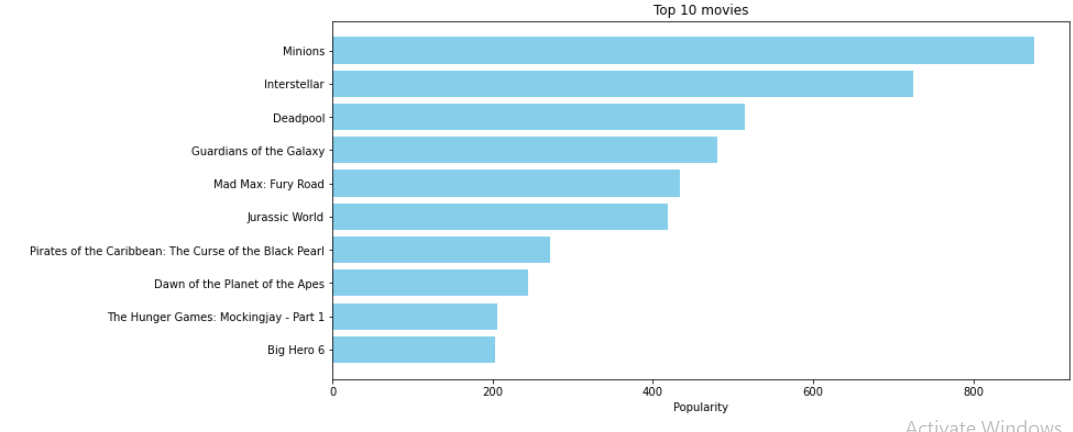 Top 10 movies
Minions
Interstellar
Deadpool
Guardians of the Galaxy
Mad Max: Fury Road
Jurassic World
Pirates of the Caribbean: The Curse of the Black Pearl
Dawn of the Planet of the Apes
The Hunger Games: Mockingjay - Part 1
Big Hero 6
0 200 400 600 800
Popularity
Activate Windows